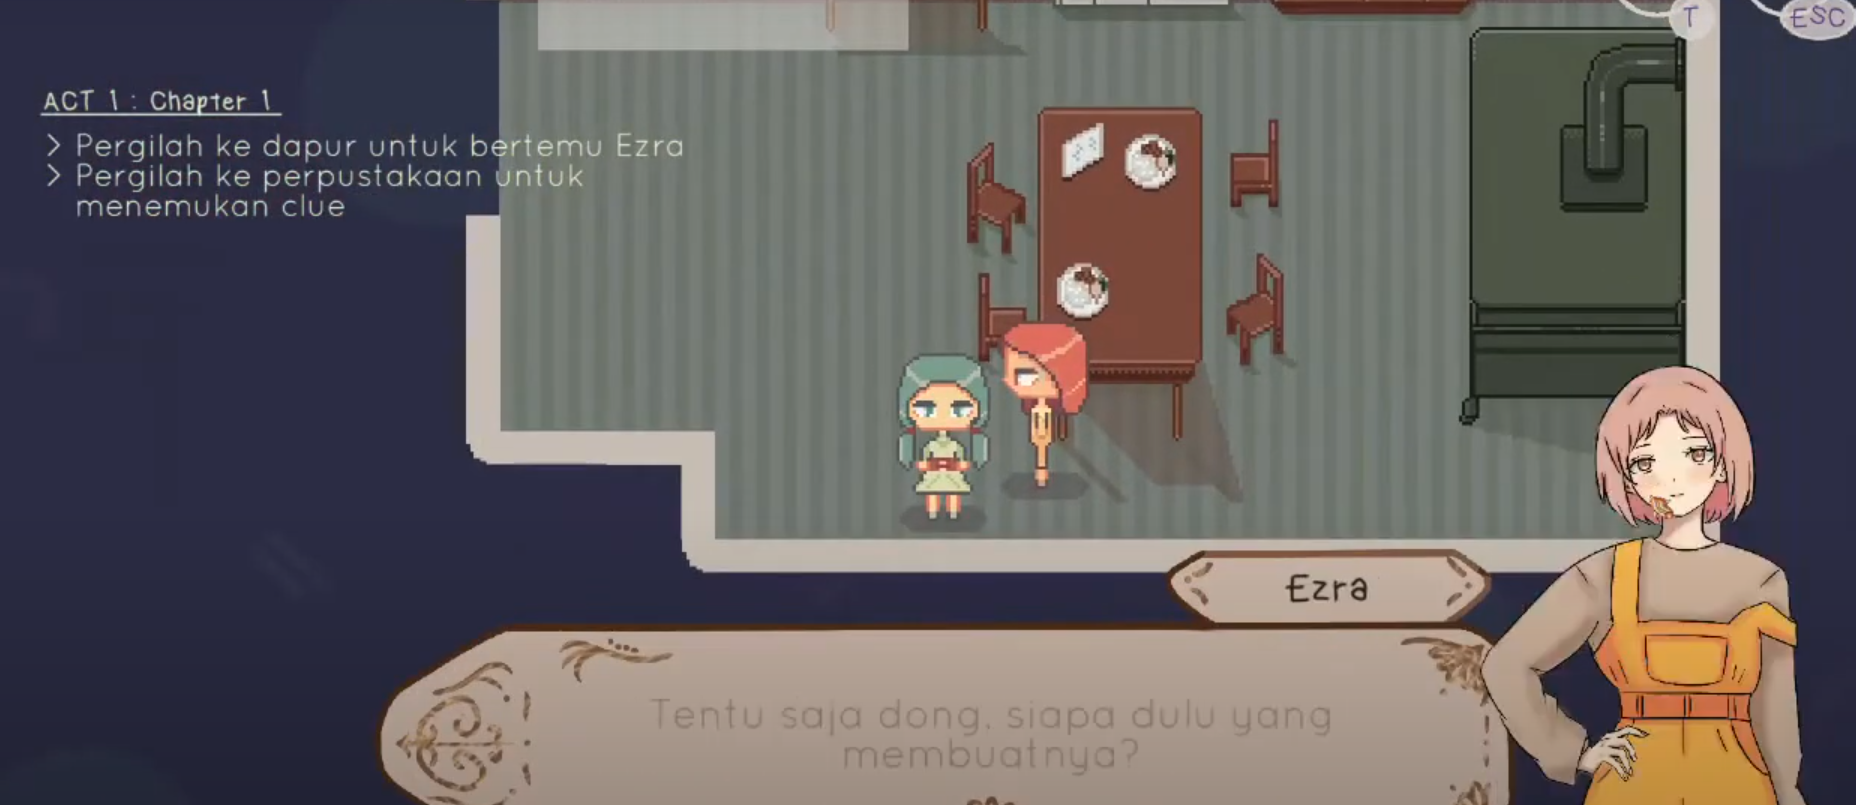 T
ESC
ACT 1 : Chapter 1
> Pergilah ke dapur untuk bertemu Ezra
> Pergilah ke perpustakaan untuk
menemukan clue
Ezra
Tentu saja dong, siapa dulu yang
membuatnya?